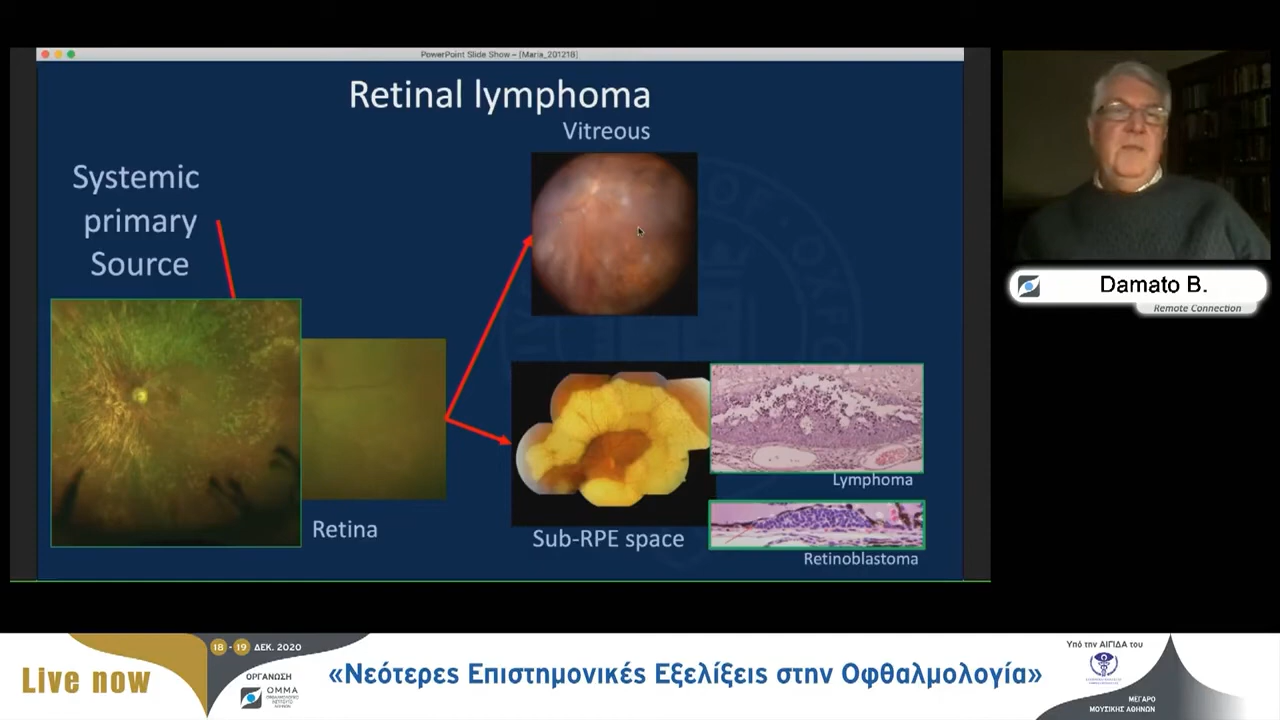 PowerPoint Slide Show – [Maria_201218]
Retinal lymphoma
Vitreous
Systemic
primary
Source
Lymphoma
Retina
Sub-RPE space
Retinoblastoma
Damato B.
Remote Connection
Live now
18 - 19 ΔΕΚ. 2020
ΟΡΓΑΝΩΣΗ
OMMA
«Νεότερες Επιστημονικές Εξελίξεις στην Οφθαλμολογία»
Υπό την ΑΙΓΙΔΑ του
ΜΕΓΑΡΟ
ΜΟΥΣΙΚΗΣ ΑΘΗΝΩΝ